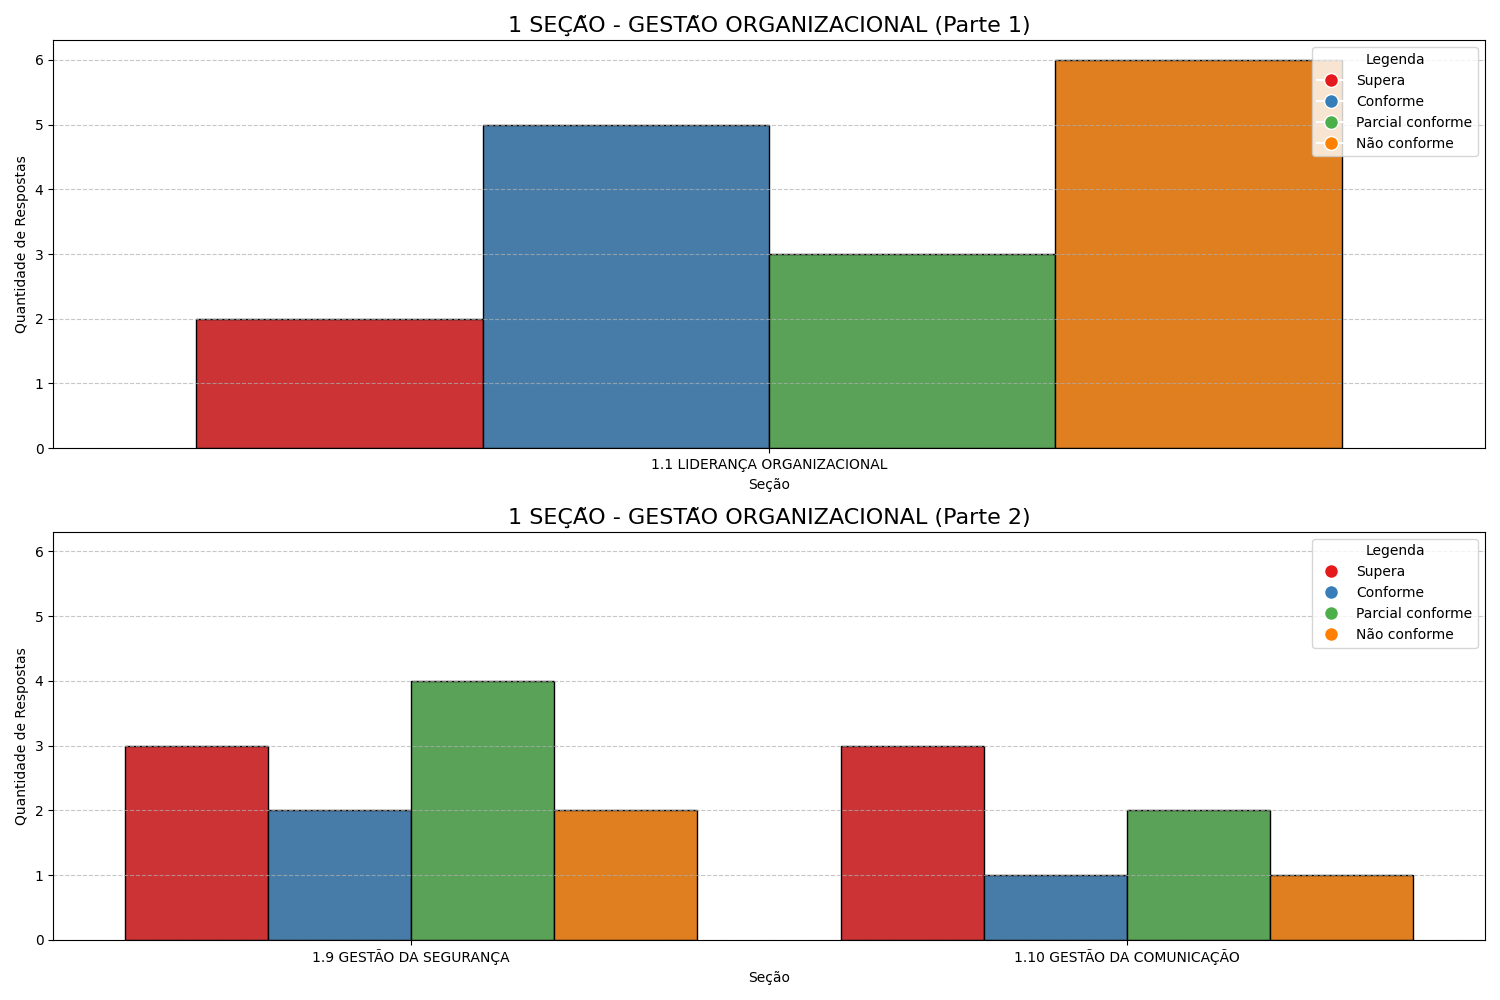 1 SEÇÃO - GESTÃO ORGANIZACIONAL (Parte 1)
Quantidade de Respostas
6
5
4
3
2
1
0
Legenda
Supera
Conforme
Parcial conforme
Não conforme
1.1 LIDERANÇA ORGANIZACIONAL
Seção
1 SEÇÃO - GESTÃO ORGANIZACIONAL (Parte 2)
Quantidade de Respostas
6
5
4
3
2
1
0
Legenda
Supera
Conforme
Parcial conforme
Não conforme
1.9 GESTÃO DA SEGURANÇA
1.10 GESTÃO DA COMUNICAÇÃO
Seção